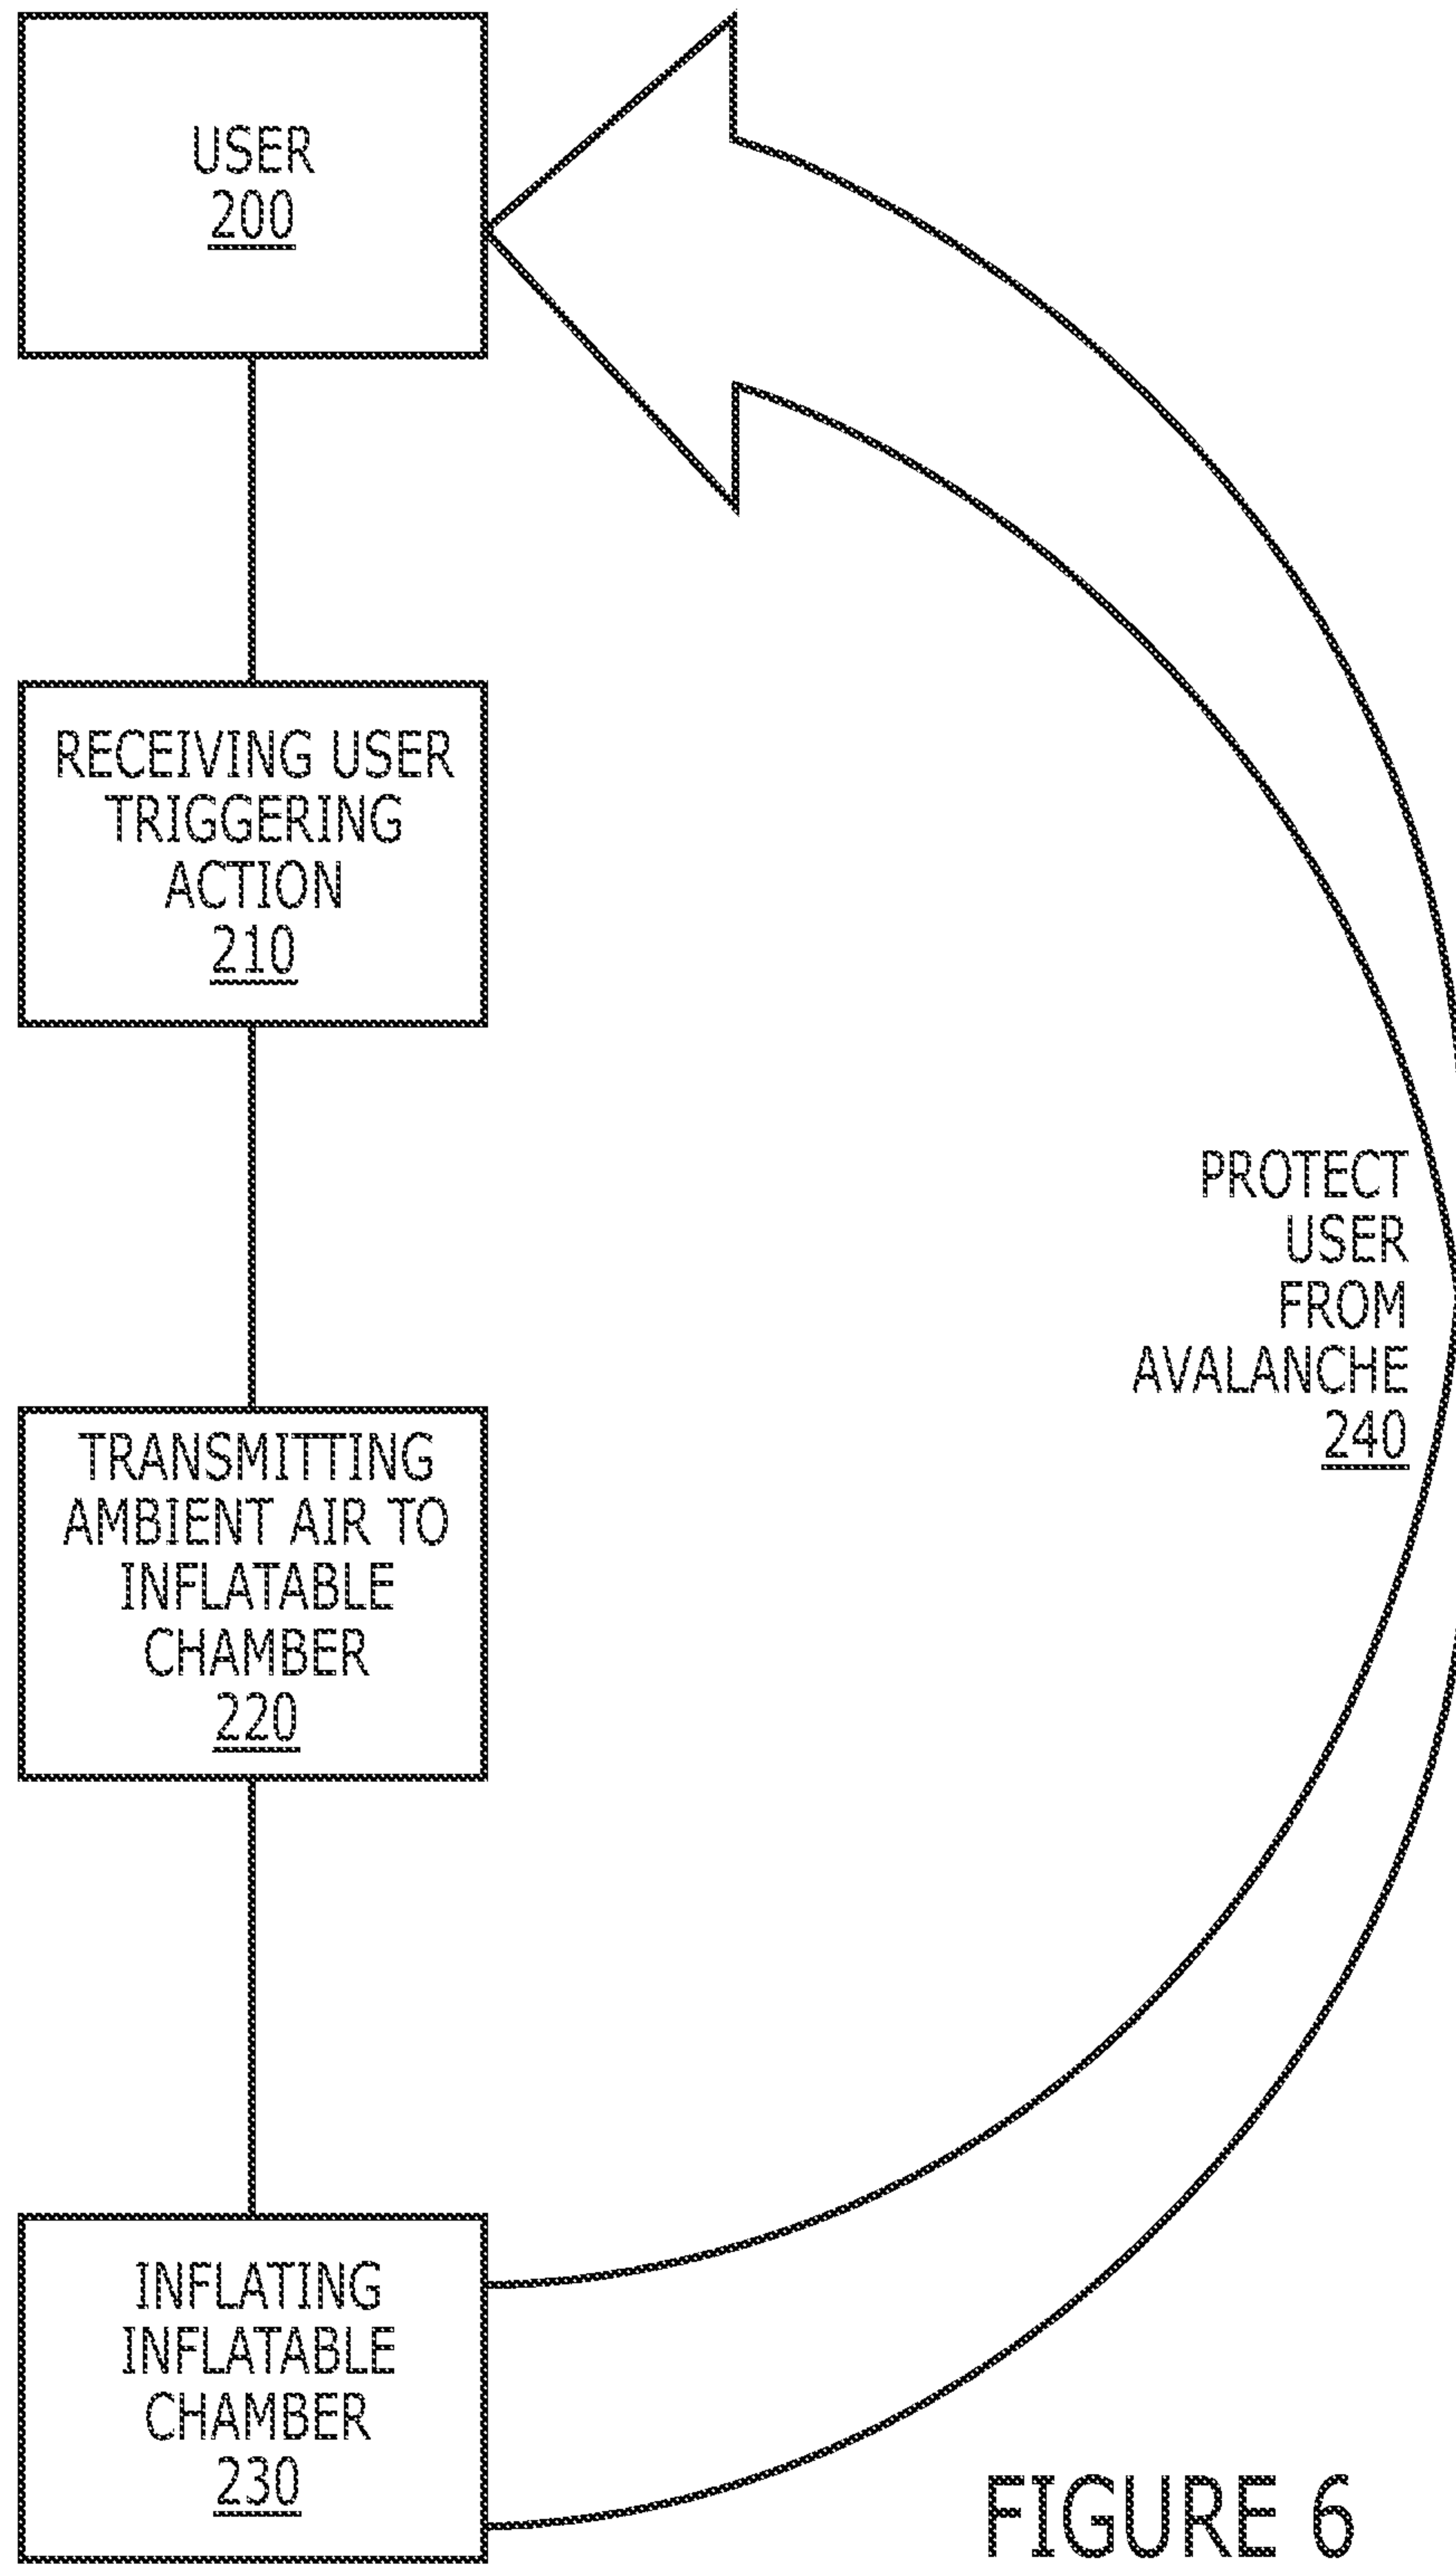 USER
200
RECEIVING USER
TRIGGERING
ACTION
210
TRANSMITTING
AMBIENT AIR TO
INFLATABLE
CHAMBER
220
PROTECT
USER
FROM
AVALANCHE
240
INFLATING
INFLATABLE
CHAMBER
230
FIGURE 6